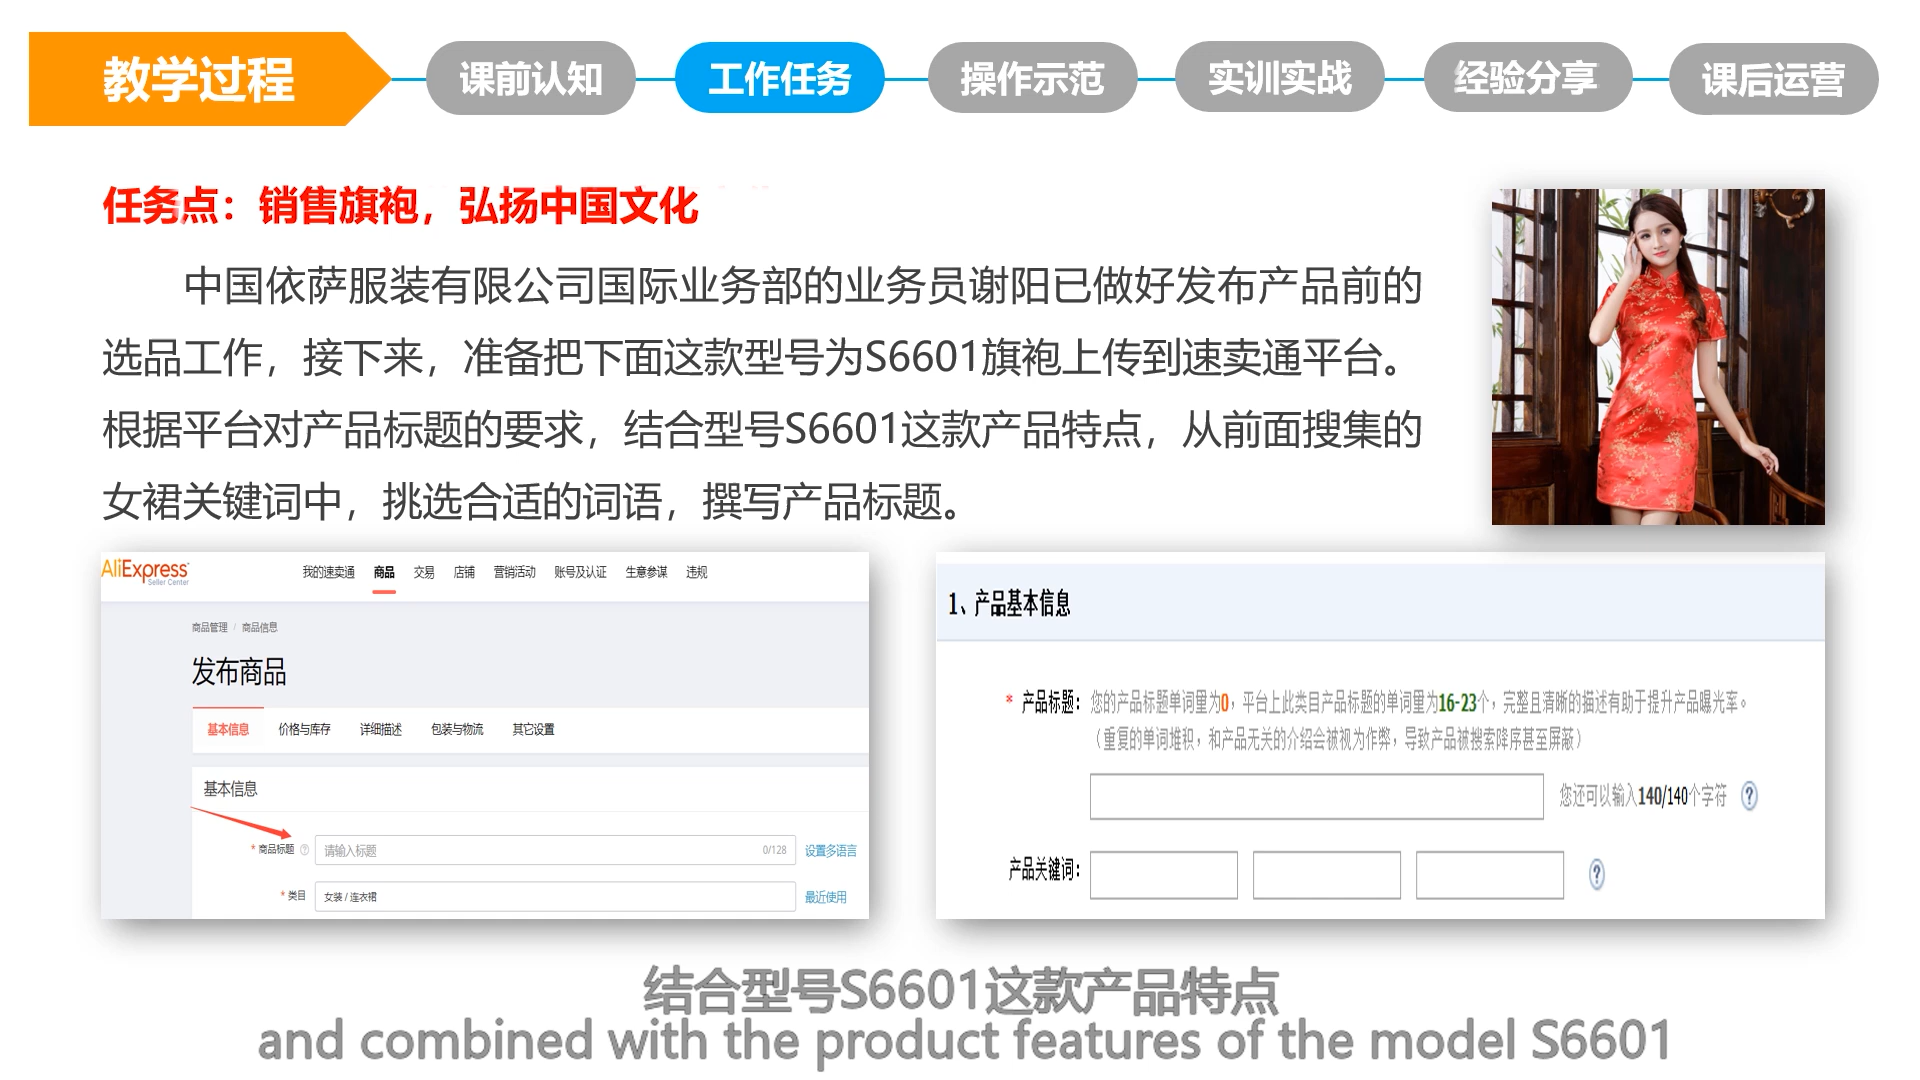 教学过程
课前认知
工作任务
操作示范
实训实战
经验分享
课后运营
任务点：销售旗袍，弘扬中国文化
中国依萨服装有限公司国际业务部的业务员谢阳已做好发布产品前的
选品工作，接下来，准备把下面这款型号为S6601旗袍上传到速卖通平台。
根据平台对产品标题的要求，结合型号S6601这款产品特点，从前面搜集的
女裙关键词中，挑选合适的词语，撰写产品标题。
AliExpress
Seller Center
我的速卖通 商品 交易 店铺 营销活动 账号及认证 生意参谋 违规
商品管理 / 商品信息
发布商品
基本信息 价格与库存 详细描述 包装与物流 其它设置
基本信息
* 商品标题 ? 请输入标题 0/128 设置多语言
* 类目 女装 / 连衣裙 最近使用
1、产品基本信息
* 产品标题： 您的产品标题单词量为0，平台上此类目产品标题的单词量为16-23个，完整且清晰的描述有助于提升产品曝光率。
（重复的单词堆积，和产品无关的介绍会被视为作弊，导致产品被搜索降序甚至屏蔽）
您还可以输入140/140个字符 ?
产品关键词： ?
结合型号S6601这款产品特点
and combined with the product features of the model S6601